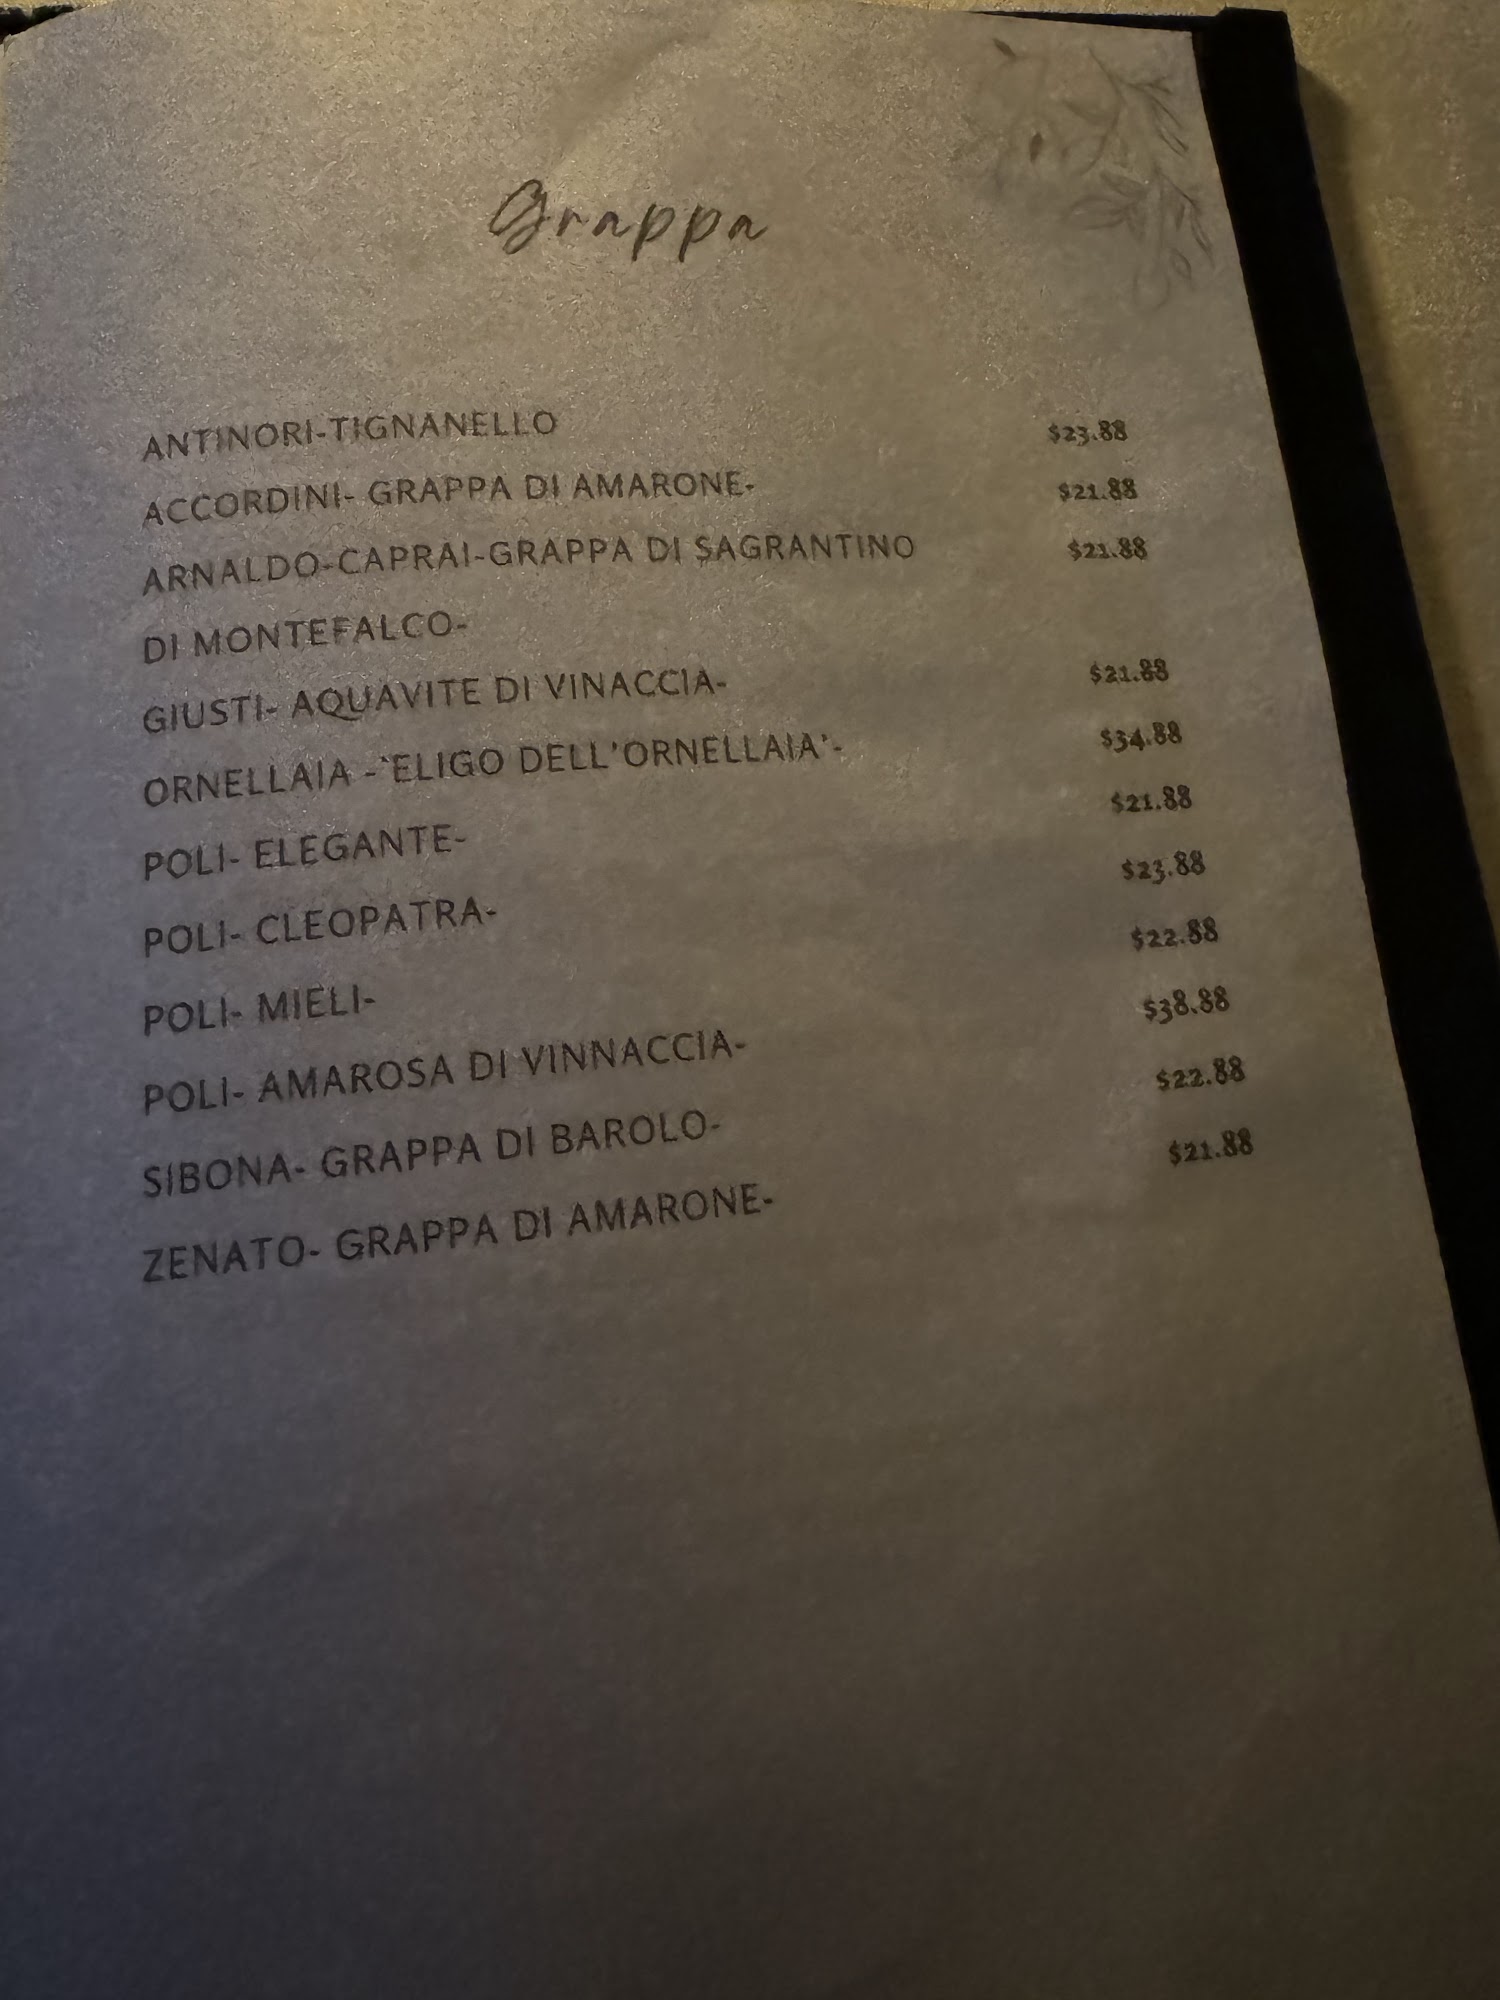 Grappa
ANTINORI-TIGNANELLO $23.88
ACCORDINI- GRAPPA DI AMARONE- $21.88
ARNALDO-CAPRAI-GRAPPA DI SAGRANTINO $21.88
DI MONTEFALCO-
GIUSTI- AQUAVITE DI VINACCIA- $21.88
ORNELLAIA -'ELIGO DELL'ORNELLAIA'- $34.88
POLI- ELEGANTE- $21.88
POLI- CLEOPATRA- $23.88
POLI- MIELI- $22.88
POLI- AMAROSA DI VINNACCIA- $38.88
SIBONA- GRAPPA DI BAROLO- $22.88
ZENATO- GRAPPA DI AMARONE- $21.88